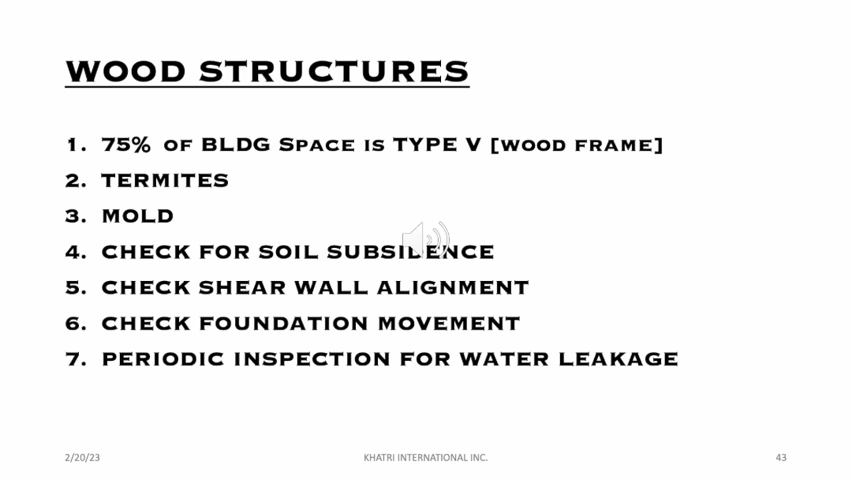 WOOD STRUCTURES
1. 75% OF BLDG SPACE IS TYPE V [WOOD FRAME]
2. TERMITES
3. MOLD
4. CHECK FOR SOIL SUBSIDENCE
5. CHECK SHEAR WALL ALIGNMENT
6. CHECK FOUNDATION MOVEMENT
7. PERIODIC INSPECTION FOR WATER LEAKAGE
2/20/23 KHATRI INTERNATIONAL INC. 43